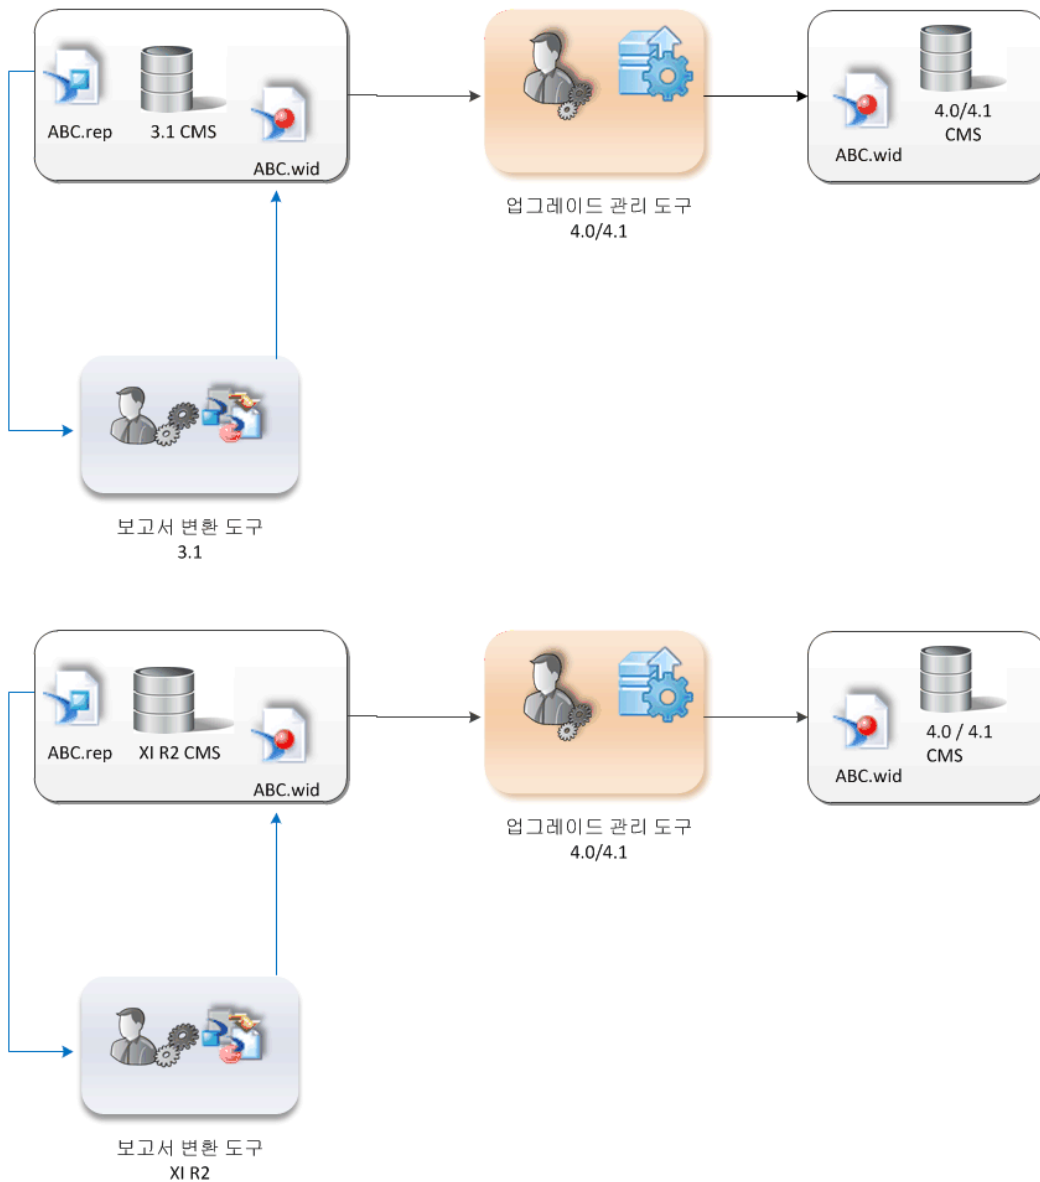 ABC.rep
3.1 CMS
ABC.wid
업그레이드 관리 도구
4.0/4.1
ABC.wid
4.0/4.1
CMS
보고서 변환 도구
3.1
ABC.rep
XI R2 CMS
ABC.wid
업그레이드 관리 도구
4.0/4.1
ABC.wid
4.0 / 4.1
CMS
보고서 변환 도구
XI R2